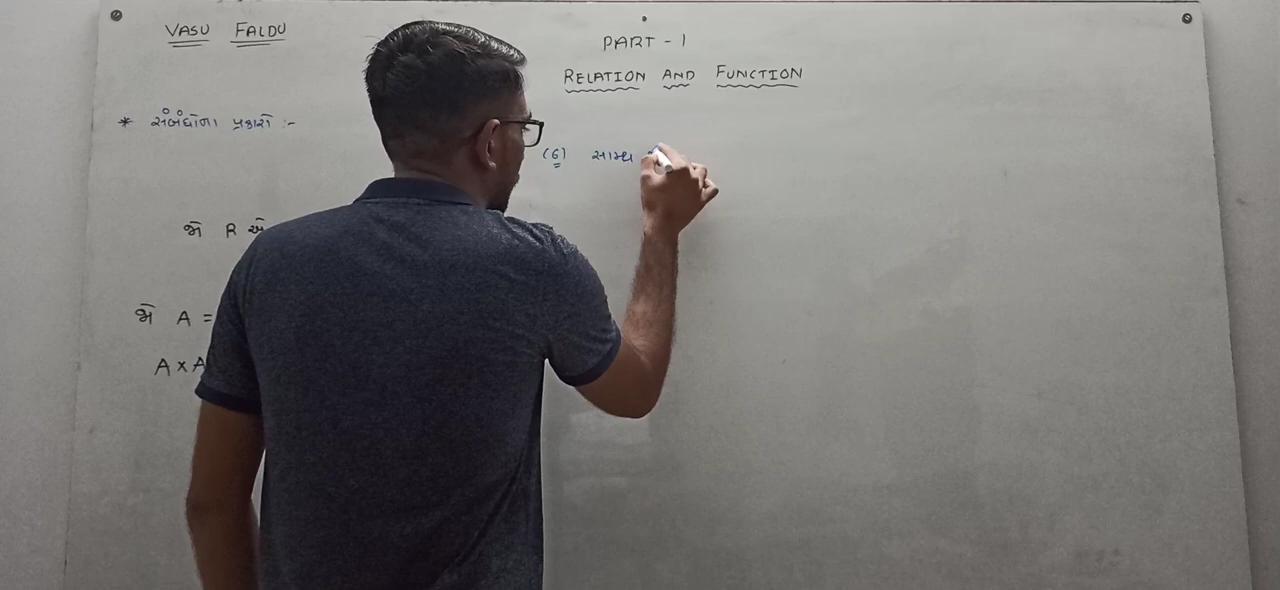 VASU FALDU
PART - 1
RELATION AND FUNCTION
* સંબંધોના પ્રકારો :-
(6) સામ્ય
જો R એ
જો A =
A × A